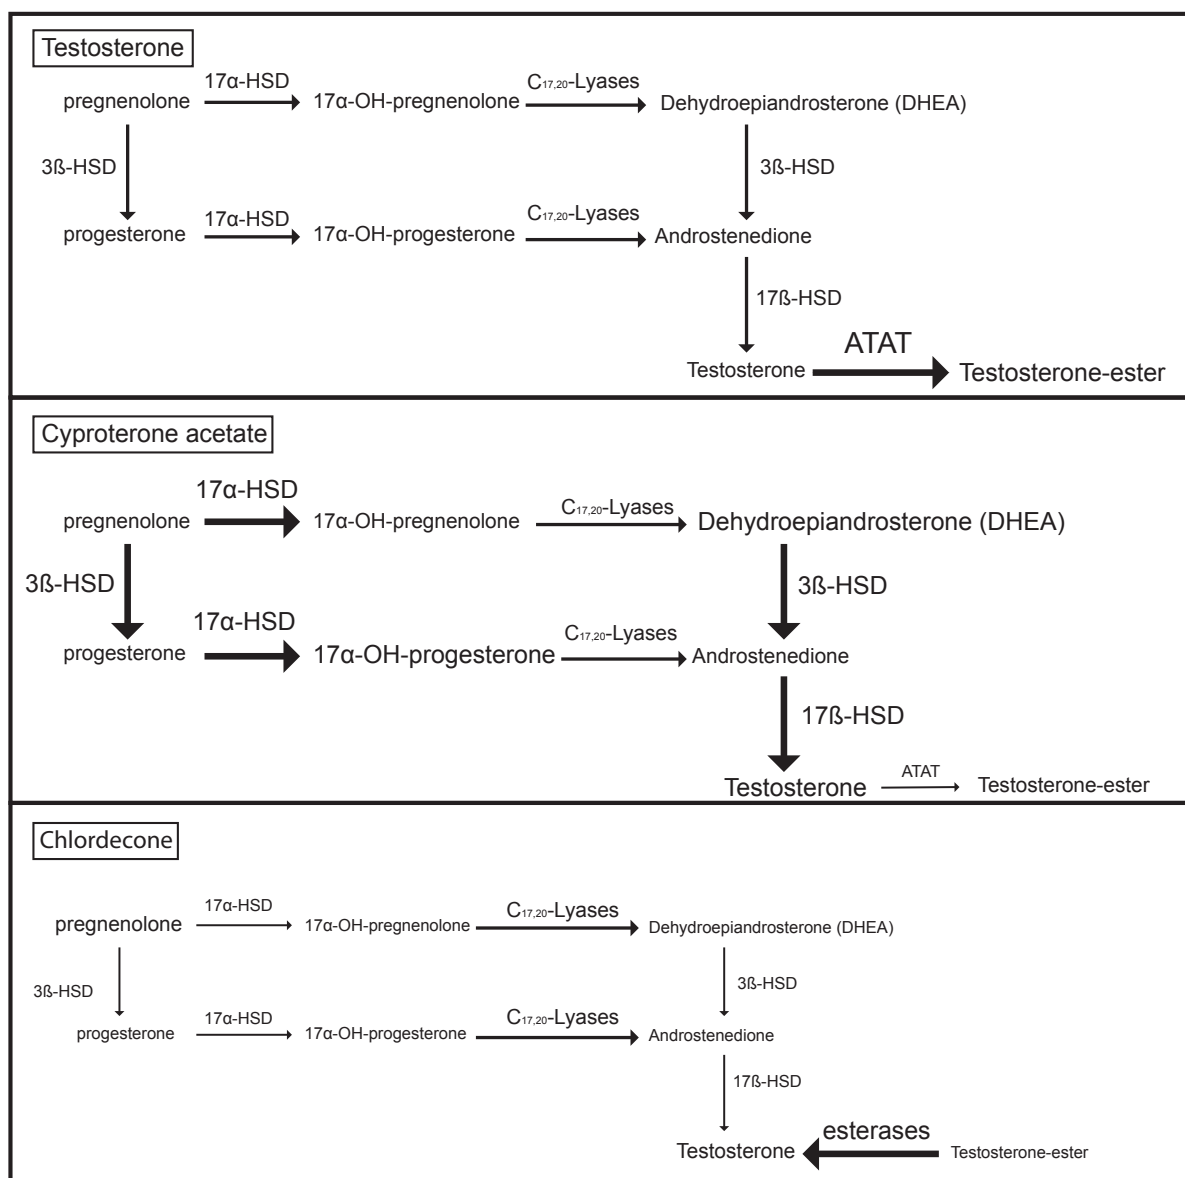 Testosterone
17α-HSD
C17,20-Lyases
pregnenolone
17α-OH-pregnenolone
Dehydroepiandrosterone (DHEA)
3ß-HSD
3ß-HSD
17α-HSD
C17,20-Lyases
progesterone
17α-OH-progesterone
Androstenedione
17ß-HSD
ATAT
Testosterone
Testosterone-ester
Cyproterone acetate
17α-HSD
C17,20-Lyases
pregnenolone
17α-OH-pregnenolone
Dehydroepiandrosterone (DHEA)
3ß-HSD
3ß-HSD
17α-HSD
C17,20-Lyases
progesterone
17α-OH-progesterone
Androstenedione
17ß-HSD
ATAT
Testosterone
Testosterone-ester
Chlordecone
17α-HSD
C17,20-Lyases
pregnenolone
17α-OH-pregnenolone
Dehydroepiandrosterone (DHEA)
3ß-HSD
3ß-HSD
17α-HSD
C17,20-Lyases
progesterone
17α-OH-progesterone
Androstenedione
17ß-HSD
esterases
Testosterone
Testosterone-ester